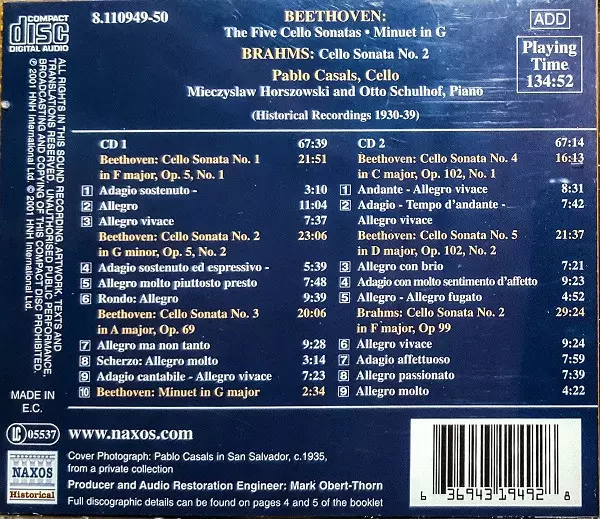 COMPACT
disc
DIGITAL AUDIO
8.110949-50
BEETHOVEN:
The Five Cello Sonatas • Minuet in G
BRAHMS: Cello Sonata No. 2
Pablo Casals, Cello
Mieczyslaw Horszowski and Otto Schulhof, Piano
(Historical Recordings 1930-39)
ADD
Playing
Time
134:52
ALL RIGHTS IN THIS SOUND RECORDING, ARTWORK, TEXTS AND
TRANSLATIONS RESERVED. UNAUTHORISED PUBLIC PERFORMANCE,
BROADCASTING AND COPYING OF THIS COMPACT DISC PROHIBITED.
℗ 2001 HNH International Ltd. © 2001 HNH International Ltd.
CD 1 67:39
Beethoven: Cello Sonata No. 1 21:51
in F major, Op. 5, No. 1
1 Adagio sostenuto - 3:10
2 Allegro 11:04
3 Allegro vivace 7:37
Beethoven: Cello Sonata No. 2 23:06
in G minor, Op. 5, No. 2
4 Adagio sostenuto ed espressivo - 5:39
5 Allegro molto piuttosto presto 7:48
6 Rondo: Allegro 9:39
Beethoven: Cello Sonata No. 3 20:06
in A major, Op. 69
7 Allegro ma non tanto 9:28
8 Scherzo: Allegro molto 3:14
9 Adagio cantabile - Allegro vivace 7:23
10 Beethoven: Minuet in G major 2:34
CD 2 67:14
Beethoven: Cello Sonata No. 4 16:13
in C major, Op. 102, No. 1
1 Andante - Allegro vivace 8:31
2 Adagio - Tempo d'andante - 7:42
Allegro vivace
Beethoven: Cello Sonata No. 5 21:37
in D major, Op. 102, No. 2
3 Allegro con brio 7:21
4 Adagio con molto sentimento d'affetto 9:23
5 Allegro - Allegro fugato 4:52
Brahms: Cello Sonata No. 2 29:24
in F major, Op 99
6 Allegro vivace 9:24
7 Adagio affettuoso 7:59
8 Allegro passionato 7:39
9 Allegro molto 4:22
MADE IN
E.C.
LC 05537
www.naxos.com
NAXOS
Historical
Cover Photograph: Pablo Casals in San Salvador, c.1935,
from a private collection
Producer and Audio Restoration Engineer: Mark Obert-Thorn
Full discographic details can be found on pages 4 and 5 of the booklet
6 36943 19492 8